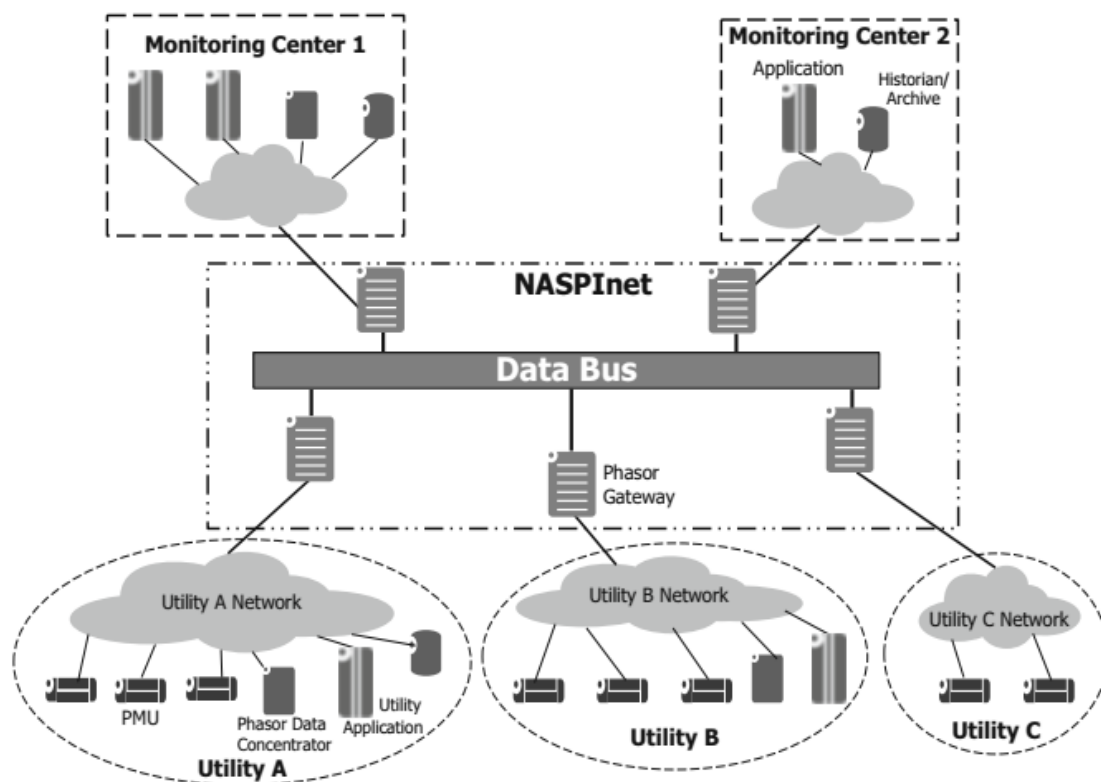 Monitoring Center 1
Monitoring Center 2
Application
Historian/
Archive
NASPInet
Data Bus
Phasor
Gateway
Utility A Network
Utility B Network
Utility C Network
PMU
Phasor Data
Concentrator
Utility
Application
Utility A
Utility B
Utility C